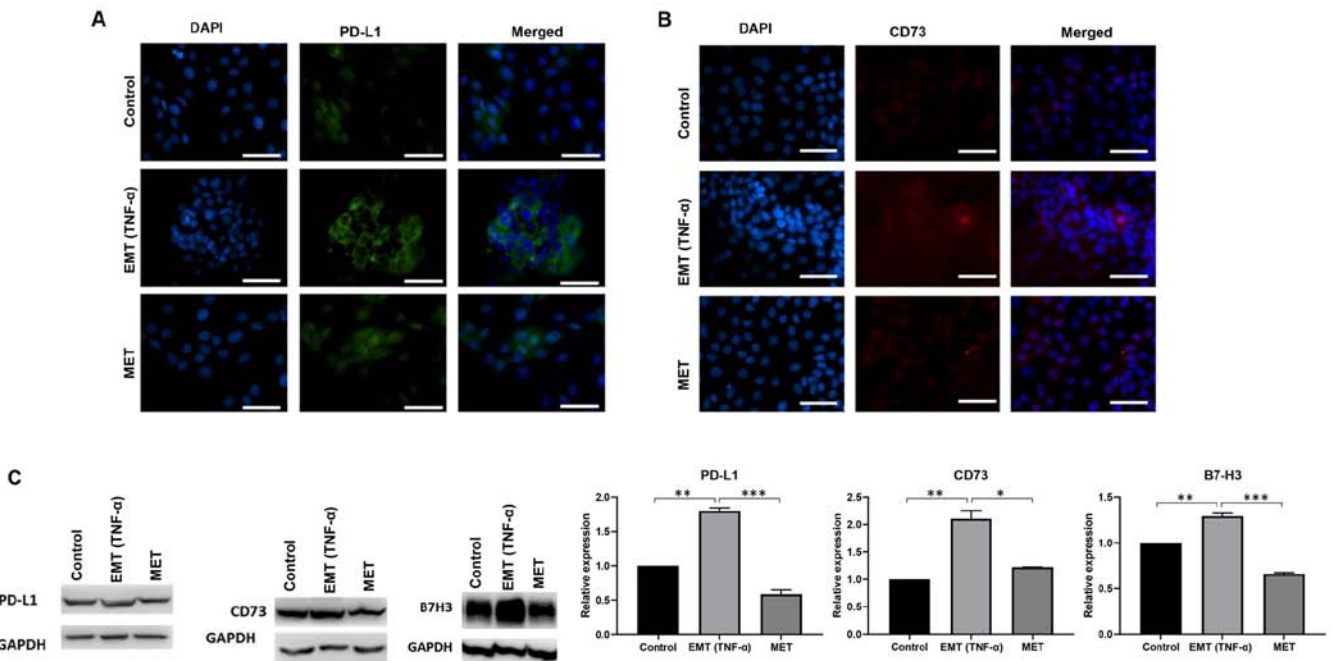 A
DAPI
PD-L1
Merged
Control
EMT (TNF-α)
MET
B
DAPI
CD73
Merged
Control
EMT (TNF-α)
MET
C
Control
EMT (TNF-α)
MET
PD-L1
GAPDH
Control
EMT (TNF-α)
MET
CD73
GAPDH
Control
EMT (TNF-α)
MET
B7H3
GAPDH
PD-L1
** ***
Relative expression
2.0
1.5
1.0
0.5
0.0
Control EMT (TNF-α) MET
CD73
** *
Relative expression
2.5
2.0
1.5
1.0
0.5
0.0
Control EMT (TNF-α) MET
B7-H3
** ***
Relative expression
1.5
1.0
0.5
0.0
Control EMT (TNF-α) MET